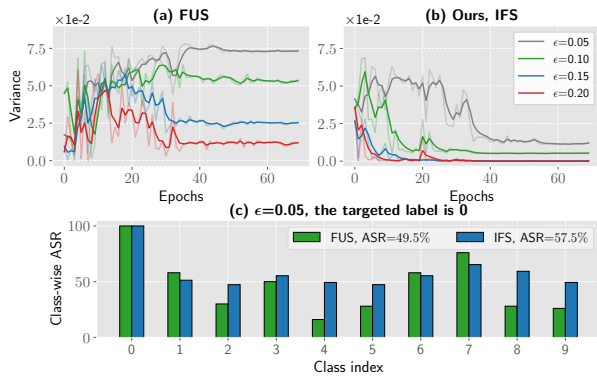 (a) FUS
×10−2
7.5
5.0
2.5
0.0
Variance
0 20 40 60
Epochs
(b) Ours, IFS
×10−2
7.5
5.0
2.5
0.0
ϵ=0.05
ϵ=0.10
ϵ=0.15
ϵ=0.20
0 20 40 60
Epochs
(c) ϵ=0.05, the targeted label is 0
100
50
0
Class-wise ASR
FUS, ASR=49.5% IFS, ASR=57.5%
0 1 2 3 4 5 6 7 8 9
Class index